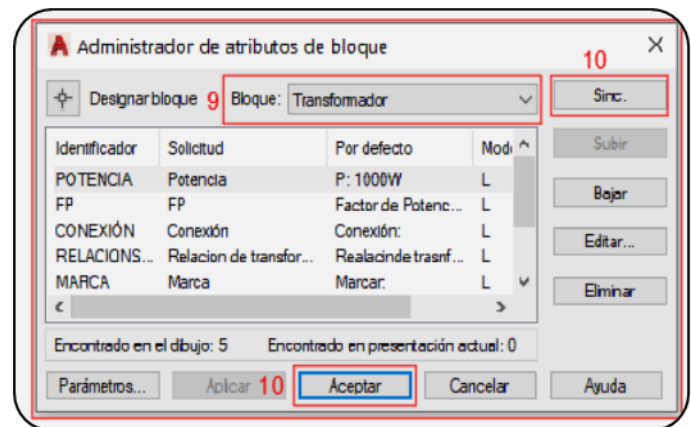 Administrador de atributos de bloque
10
Designar bloque 9 Bloque: Transformador Sinc.
Identificador Solicitud Por defecto Mod Subir
POTENCIA Potencia P: 1000W L
Bajar
FP FP Factor de Potenc... L
CONEXIÓN Conexión Conexión: L
Editar...
RELACIONS... Relacion de transfor... Realacinde trasnf... L
MARCA Marca Marcar: L
Eliminar
Encontrado en el dibujo: 5 Encontrado en presentación actual: 0
Parámetros... Aplicar 10 Aceptar Cancelar Ayuda